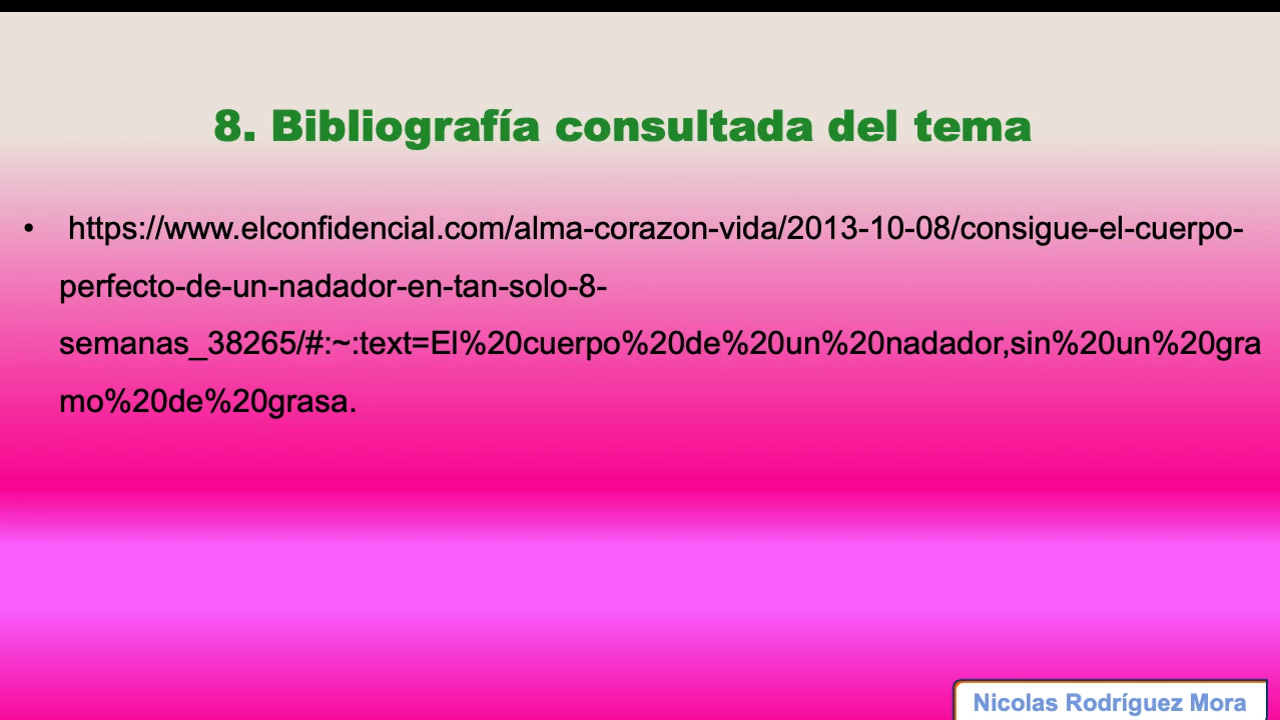 8. Bibliografía consultada del tema
• https://www.elconfidencial.com/alma-corazon-vida/2013-10-08/consigue-el-cuerpo-
perfecto-de-un-nadador-en-tan-solo-8-
semanas_38265/#:~:text=El%20cuerpo%20de%20un%20nadador,sin%20un%20gra
mo%20de%20grasa.
Nicolas Rodríguez Mora